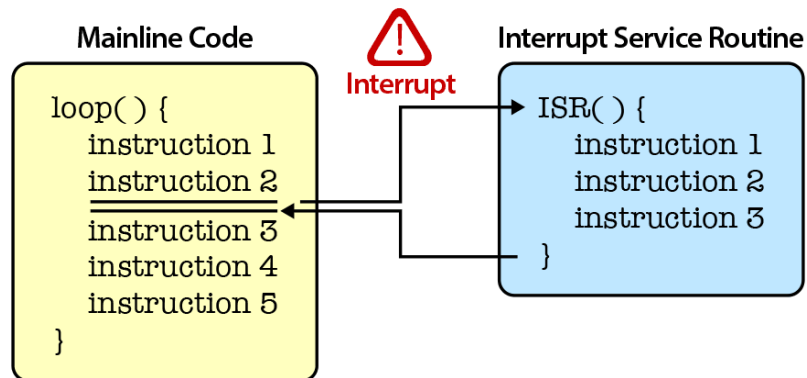 Mainline Code
loop( ) {
instruction 1
instruction 2
instruction 3
instruction 4
instruction 5
}
!
Interrupt
Interrupt Service Routine
ISR( ) {
instruction 1
instruction 2
instruction 3
}